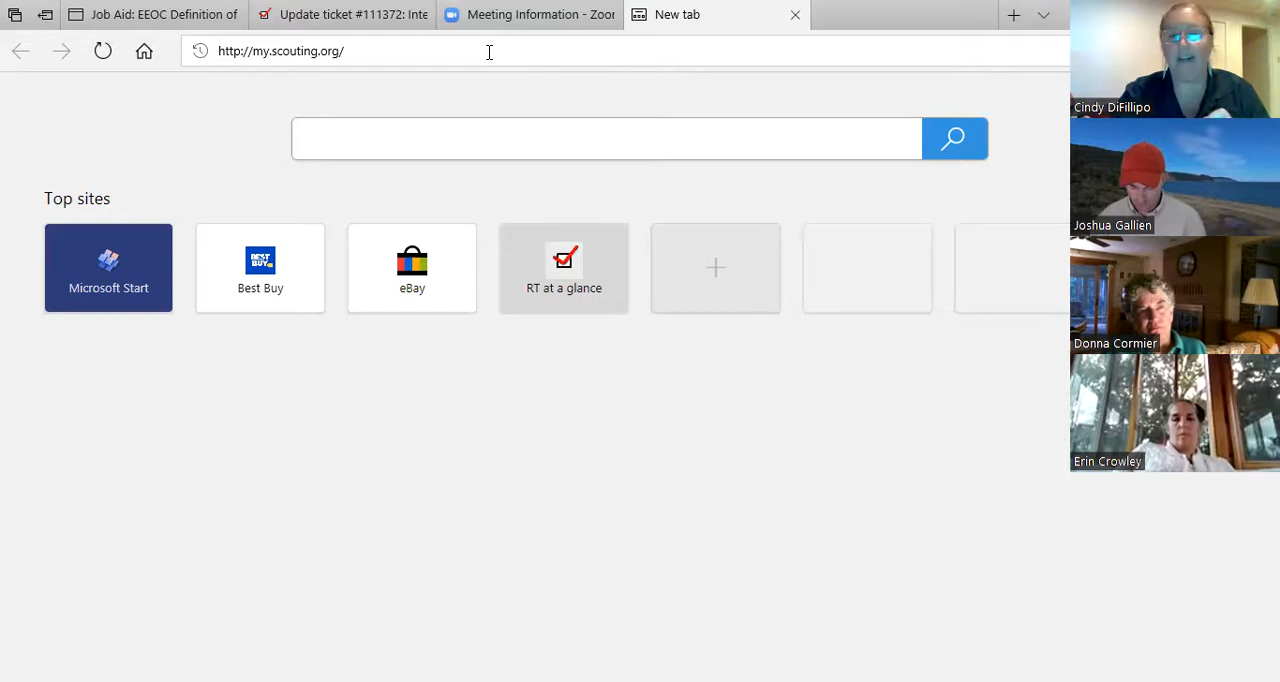 Job Aid: EEOC Definition of
Update ticket #111372: Inte
Meeting Information - Zoor
New tab
http://my.scouting.org/
Top sites
Microsoft Start
BEST BUY
Best Buy
eBay
RT at a glance
Cindy DiFillipo
Joshua Gallien
Donna Cormier
Erin Crowley